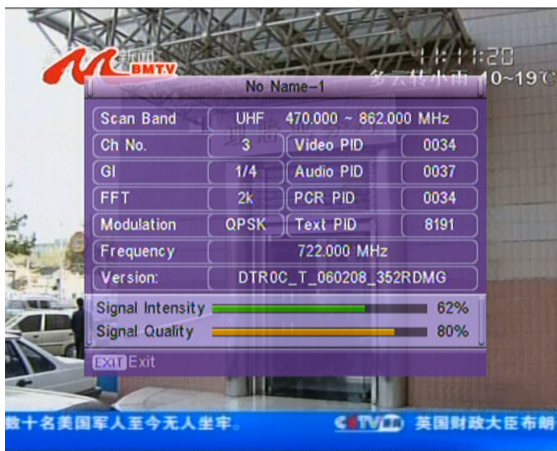 新闻
BMTV
11:11:20
多云转小雨 10~19℃
No Name-1
Scan Band UHF 470.000 ~ 862.000 MHz
Ch No. 3 Video PID 0034
GI 1/4 Audio PID 0037
FFT 2k PCR PID 0034
Modulation QPSK Text PID 8191
Frequency 722.000 MHz
Version: DTR0C_T_060208_352RDMG
Signal Intensity 62%
Signal Quality 80%
EXIT Exit
数十名美国军人至今无人坐牢。 CCTV 英国财政大臣布朗